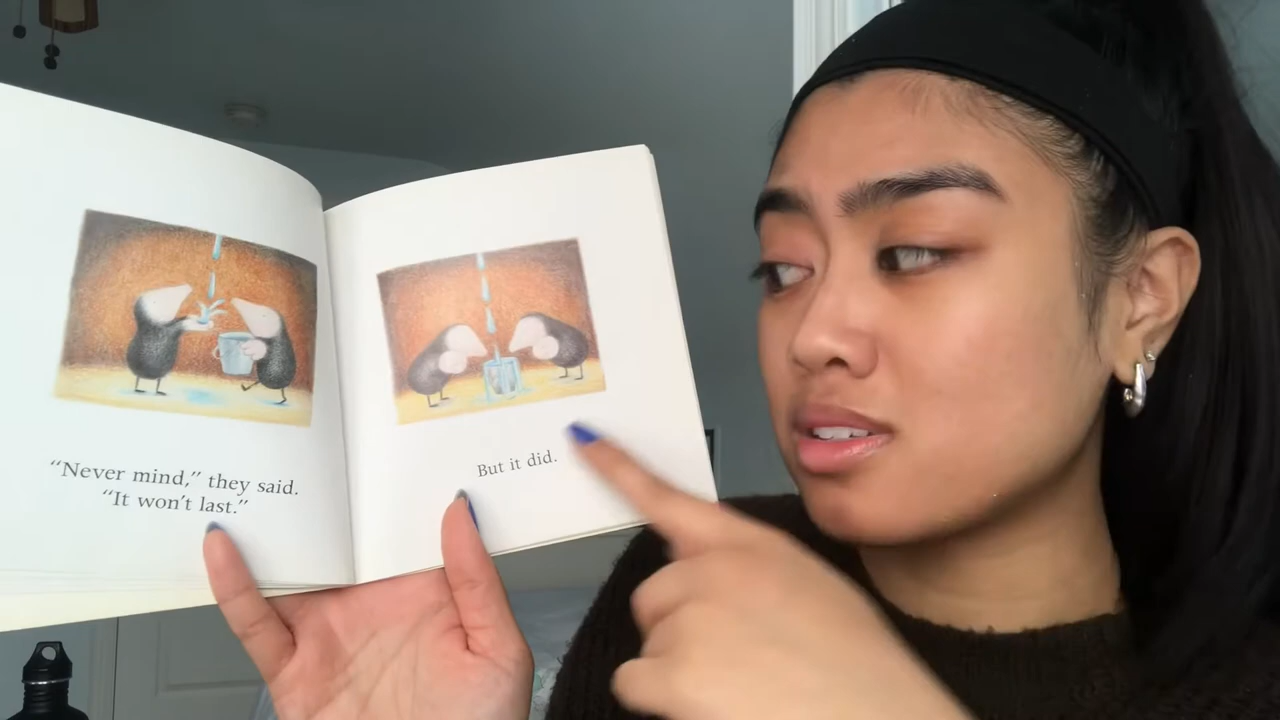 “Never mind,” they said.
“It won’t last.”
But it did.